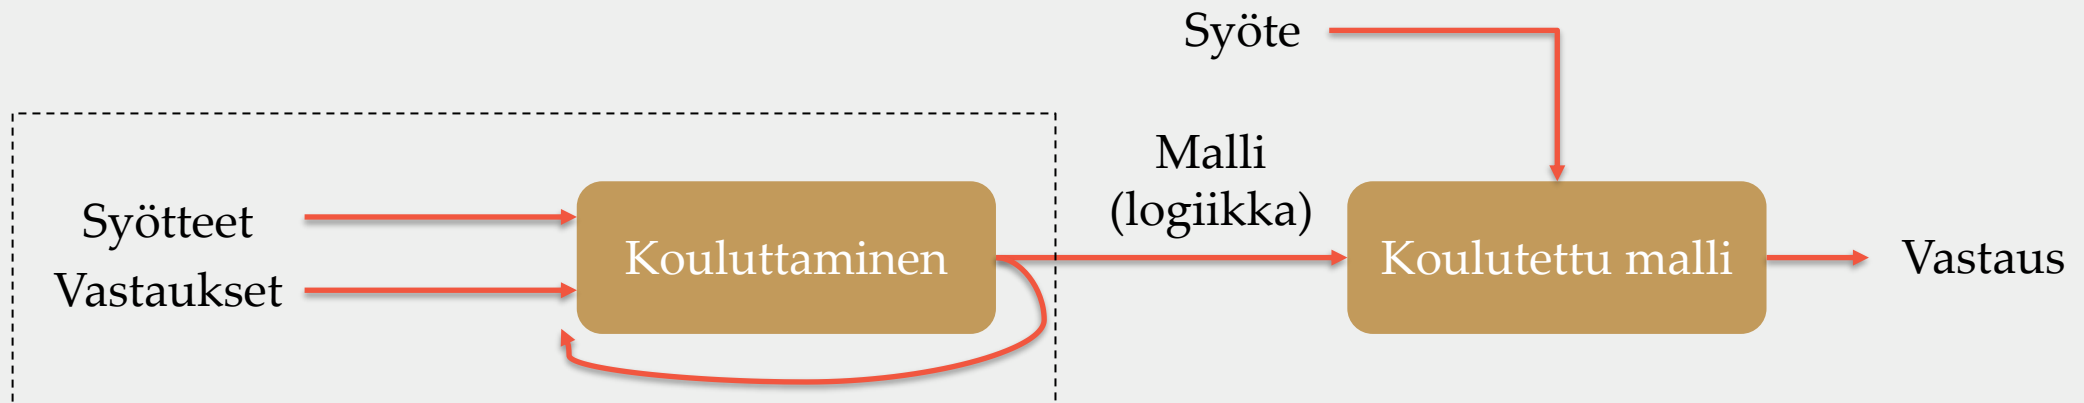 Syöte
Malli
(logiikka)
Syötteet
Vastaukset
Kouluttaminen
Koulutettu malli
Vastaus